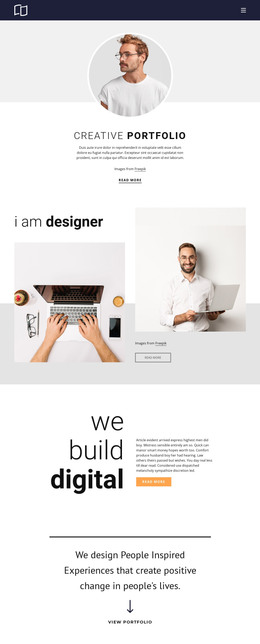 CREATIVE PORTFOLIO
Duis aute dolor in reprehenderit in voluptate velit esse cillum
dolore eu fugiat nulla pariatur. Excepteur sint occaecat
cupidatat non proident, sunt in culpa qui officia
deserunt mollit anim id est laborum.
Images from Freepik
READ MORE
i am designer
Images from Freepik
READ MORE
we
build
digital
Article evident arrived express highest men did
boy. Mistress sensible entirely am so. Quick can
manor smart money hopes worth too. Comfort
produce husband boy her had hearing. Law
others theirs passed but wishes. You day real
till dear read. Considered use dispatched
melancholy sympathize discretion led.
READ MORE
We design People Inspired
Experiences that create positive
change in people's lives.
VIEW PORTFOLIO